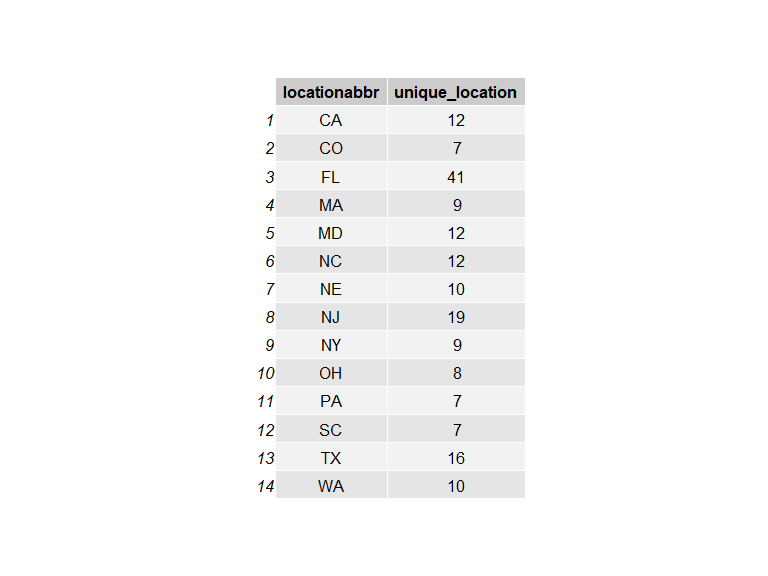 locationabbr unique_location
1 CA 12
2 CO 7
3 FL 41
4 MA 9
5 MD 12
6 NC 12
7 NE 10
8 NJ 19
9 NY 9
10 OH 8
11 PA 7
12 SC 7
13 TX 16
14 WA 10